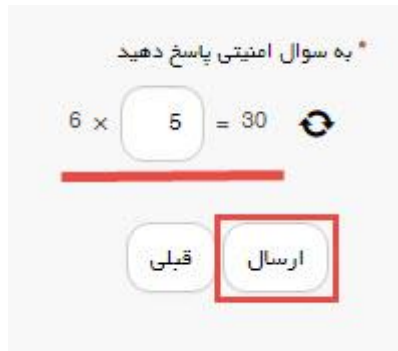 * به سوال امنیتی پاسخ دهید
6 × 5 = 30
ارسال قبلی